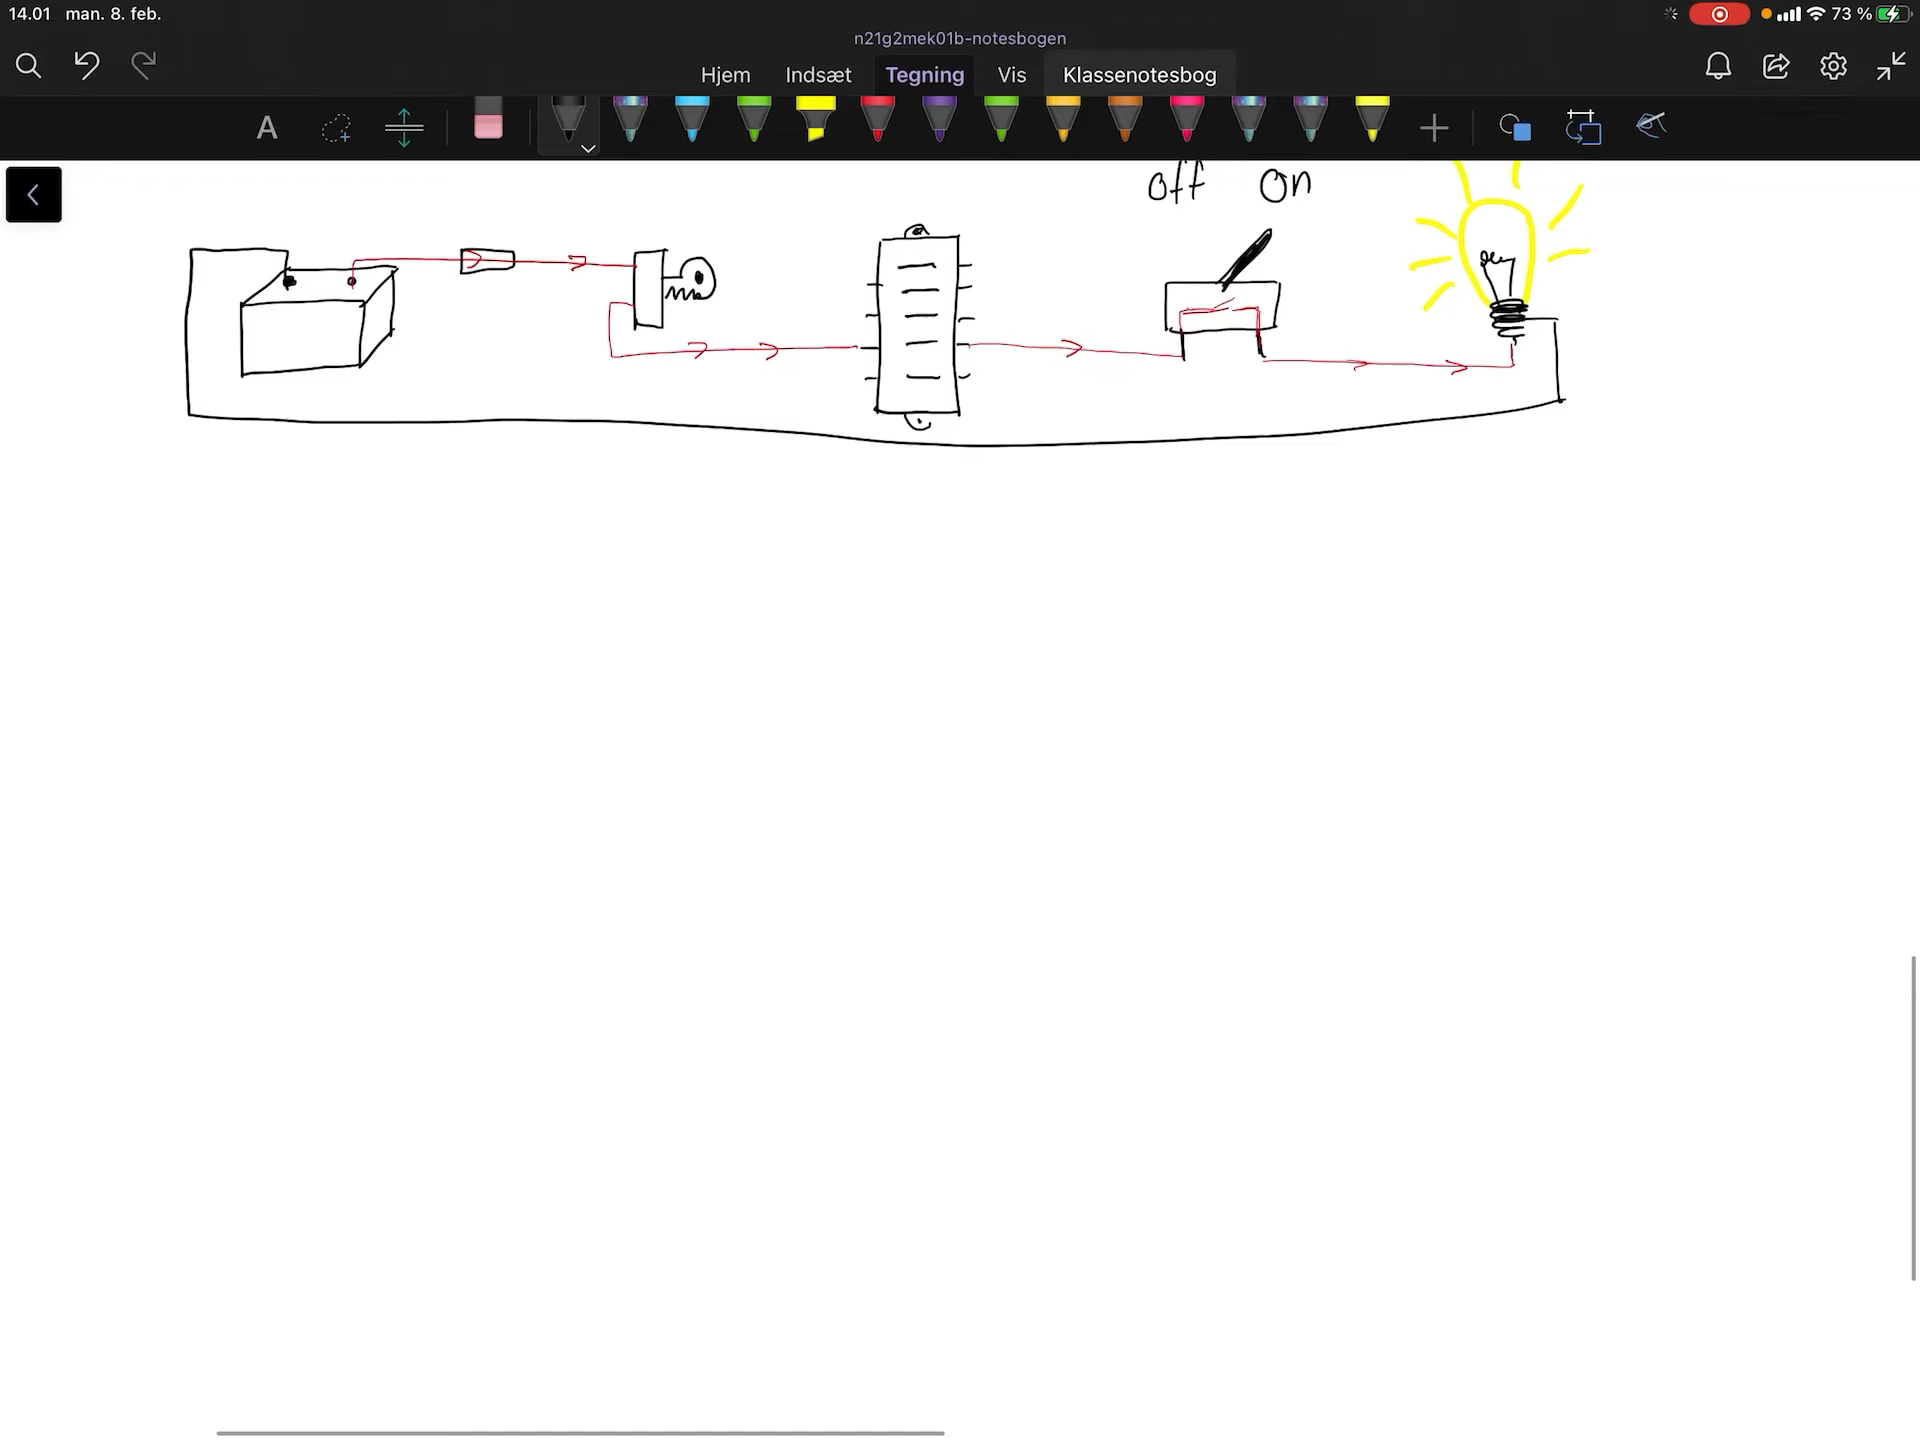 14.01 man. 8. feb.
73 %
n21g2mek01b-notesbogen
Hjem Indsæt Tegning Vis Klassenotesbog
A
off On